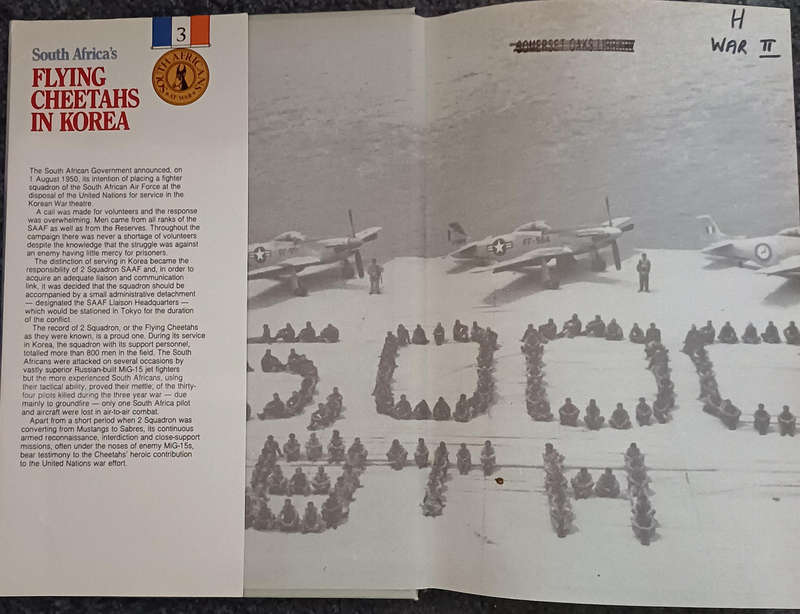 South Africa's
FLYING
CHEETAHS
IN KOREA
3
SOUTH AFRICANS
AT WAR
The South African Government announced, on
1 August 1950, its intention of placing a fighter
squadron of the South African Air Force at the
disposal of the United Nations for service in the
Korean War theatre.
A call was made for volunteers and the response
was overwhelming. Men came from all ranks of the
SAAF as well as from the Reserves. Throughout the
campaign there was never a shortage of volunteers
despite the knowledge that the struggle was against
an enemy having little mercy for prisoners.
The distinction of serving in Korea became the
responsibility of 2 Squadron SAAF and, in order to
acquire an adequate liaison and communication
link, it was decided that the squadron should be
accompanied by a small administrative detachment
— designated the SAAF Liaison Headquarters —
which would be stationed in Tokyo for the duration
of the conflict.
The record of 2 Squadron, or the Flying Cheetahs
as they were known, is a proud one. During its service
in Korea, the squadron with its support personnel,
totalled more than 800 men in the field. The South
Africans were attacked on several occasions by
vastly superior Russian-built MiG-15 jet fighters
but the more experienced South Africans, using
their tactical ability, proved their mettle; of the thirty-
four pilots killed during the three year war — due
mainly to groundfire — only one South Africa pilot
and aircraft were lost in air-to-air combat.
Apart from a short period when 2 Squadron was
converting from Mustangs to Sabres, its continuous
armed reconnaissance, interdiction and close-support
missions, often under the noses of enemy MiG-15s,
bear testimony to the Cheetahs' heroic contribution
to the United Nations war effort.
H
WAR II
SOMERSET OAKS
FF-984
5000
8TH